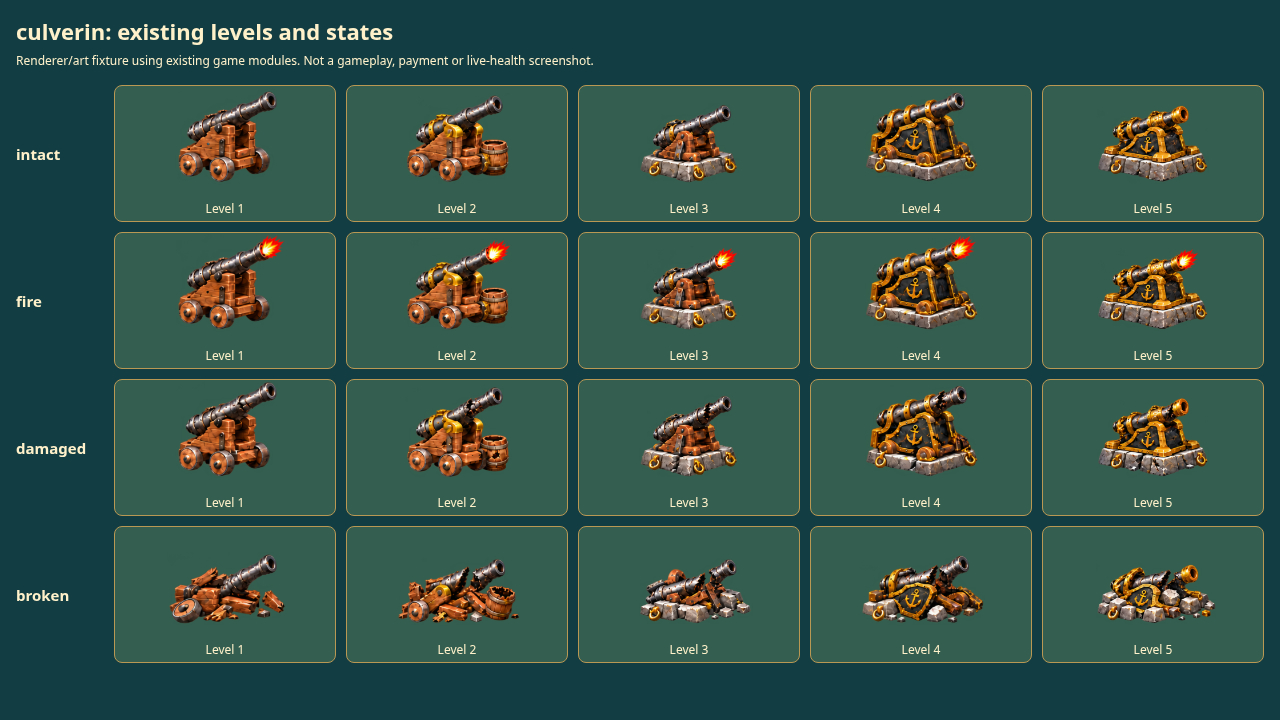 culverin: existing levels and states
Renderer/art fixture using existing game modules. Not a gameplay, payment or live-health screenshot.
intact
Level 1
Level 2
Level 3
Level 4
Level 5
fire
Level 1
Level 2
Level 3
Level 4
Level 5
damaged
Level 1
Level 2
Level 3
Level 4
Level 5
broken
Level 1
Level 2
Level 3
Level 4
Level 5